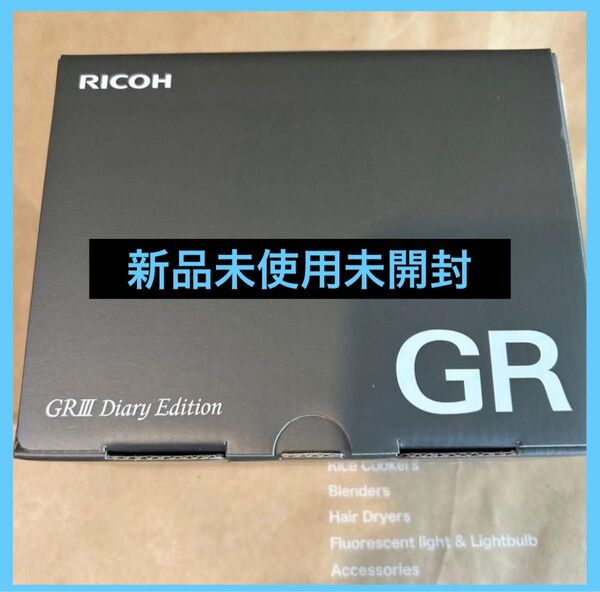 RICOH
新品未使用未開封
GR
GRIII Diary Edition
Rice Cookers
Blenders
Hair Dryers
Fluorescent light & Lightbulb
Accessories